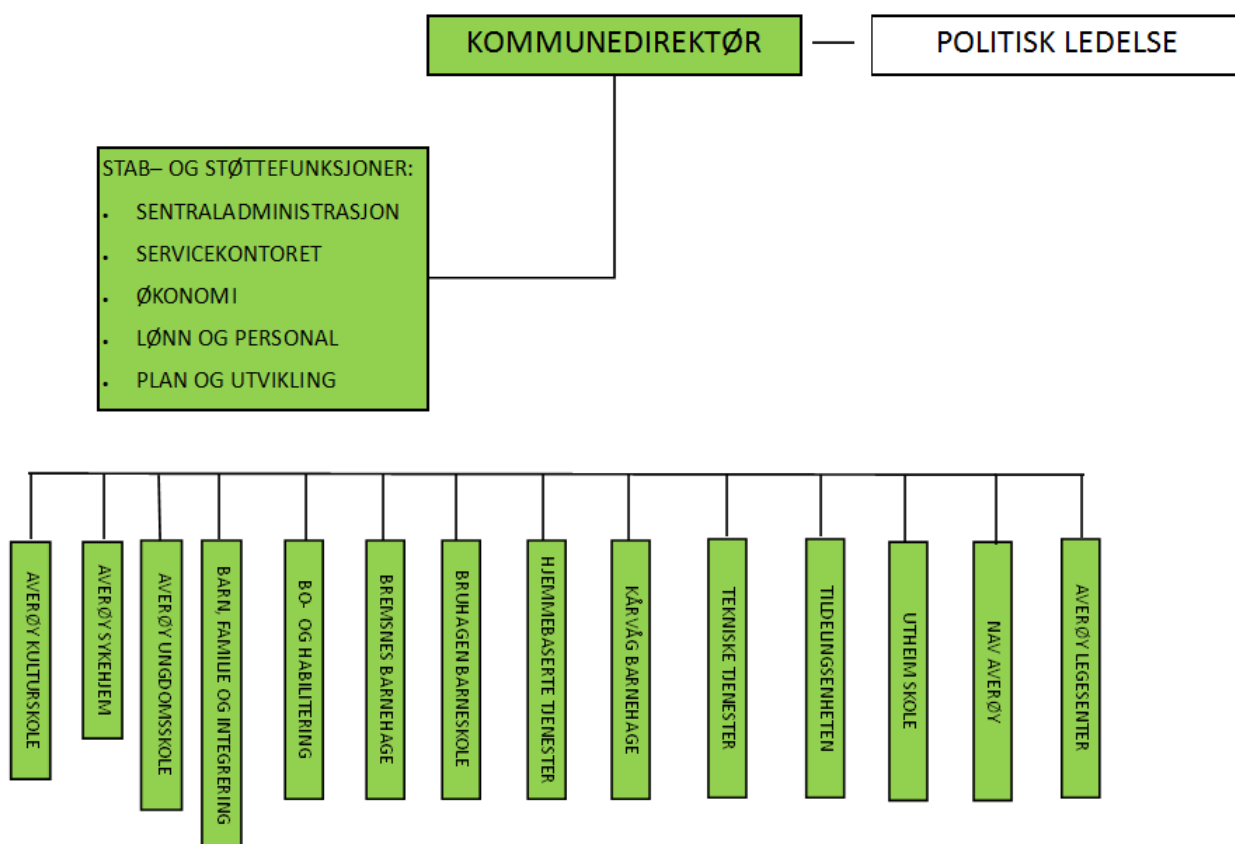 KOMMUNEDIREKTØR
POLITISK LEDELSE
STAB– OG STØTTEFUNKSJONER:
• SENTRALADMINISTRASJON
• SERVICEKONTORET
• ØKONOMI
• LØNN OG PERSONAL
• PLAN OG UTVIKLING
AVERØY KULTURSKOLE
AVERØY SYKEHJEM
AVERØY UNGDOMSSKOLE
BARN, FAMILIE OG INTEGRERING
BO- OG HABILITERING
BREMSNES BARNEHAGE
BRUHAGEN BARNESKOLE
HJEMMEBASERTE TJENESTER
KÅRVÅG BARNEHAGE
TEKNISKE TJENESTER
TILDELINGSENHETEN
UTHEIM SKOLE
NAV AVERØY
AVERØY LEGESENTER